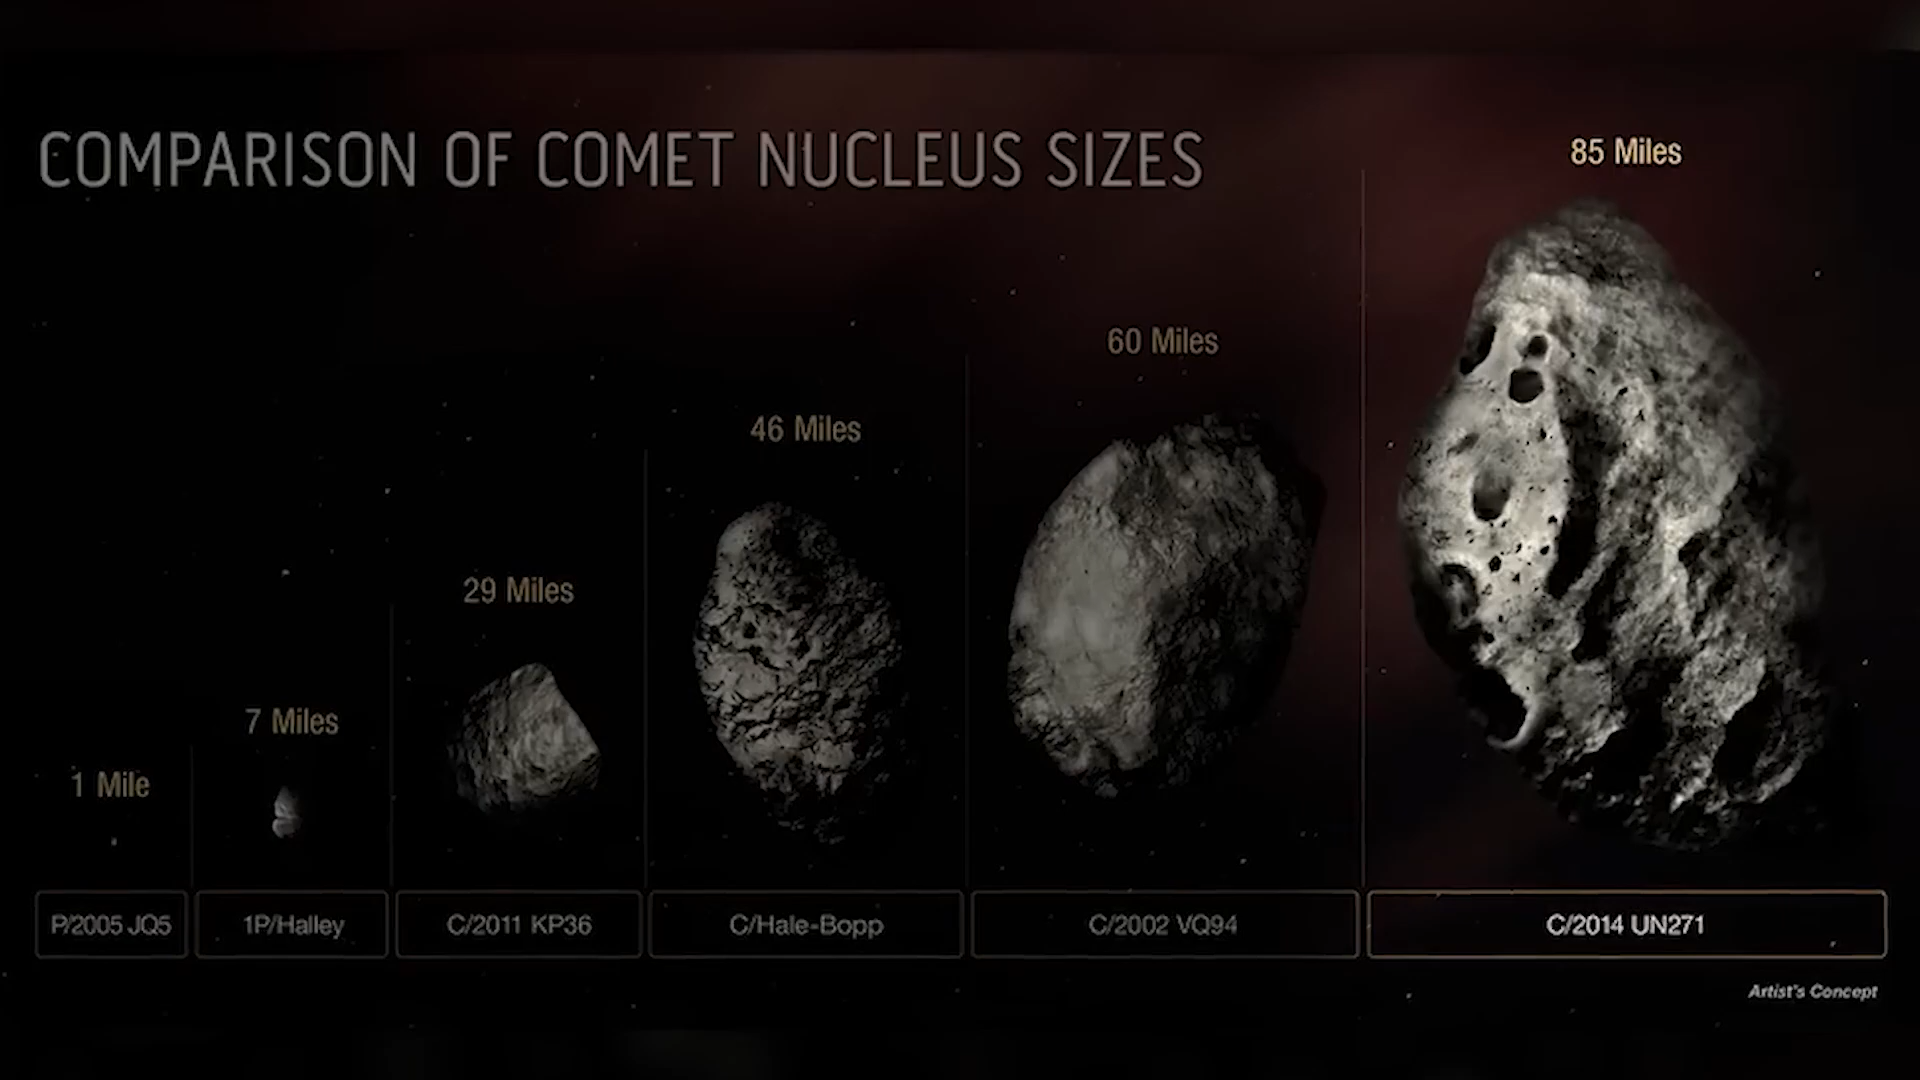 COMPARISON OF COMET NUCLEUS SIZES
1 Mile
7 Miles
29 Miles
46 Miles
60 Miles
85 Miles
P/2005 JQ5
1P/Halley
C/2011 KP36
C/Hale-Bopp
C/2002 VQ94
C/2014 UN271
Artist's Concept